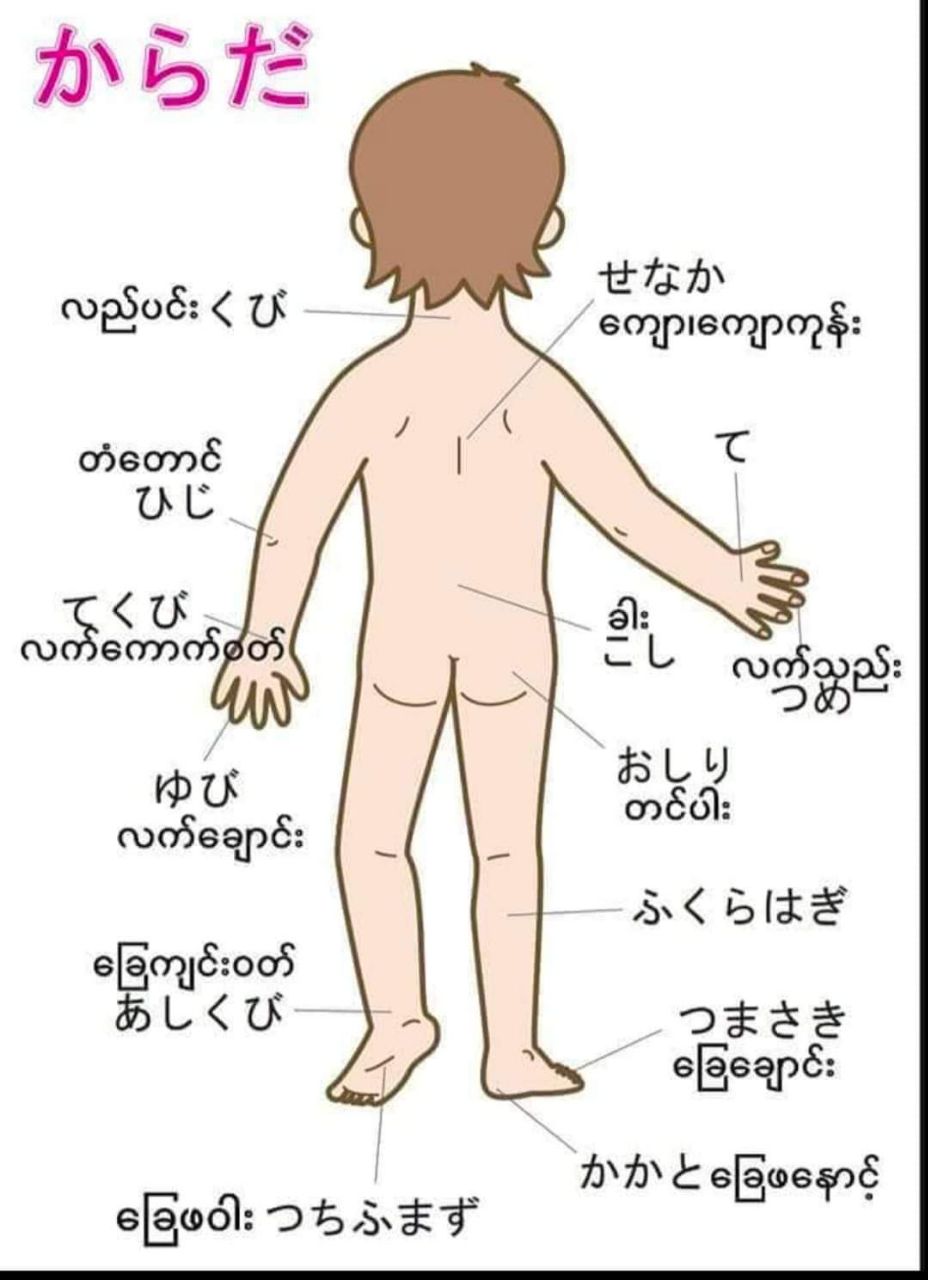 からだ
လည်ပင်း くび
せなか
ကျော၊ကျောကုန်း
တံတောင်
ひじ
て
てくび
လက်ကောက်ဝတ်
ခါး
こし
လက်သည်း
つめ
ゆび
လက်ချောင်း
おしり
တင်ပါး
ふくらはぎ
ခြေကျင်းဝတ်
あしくび
つまさき
ခြေချောင်း
かかと ခြေဖနောင့်
ခြေဖဝါး つちふまず